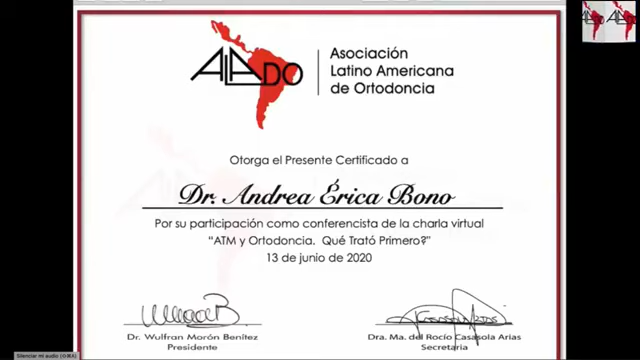 ALADO
Asociación
Latino Americana
de Ortodoncia
Otorga el Presente Certificado a
Dr. Andrea Érica Bono
Por su participación como conferencista de la charla virtual
“ATM y Ortodoncia. Qué Trató Primero?”
13 de junio de 2020
Dr. Wulfran Morón Benítez
Presidente
Dra. Ma. del Rocío Casasola Arias
Secretaria